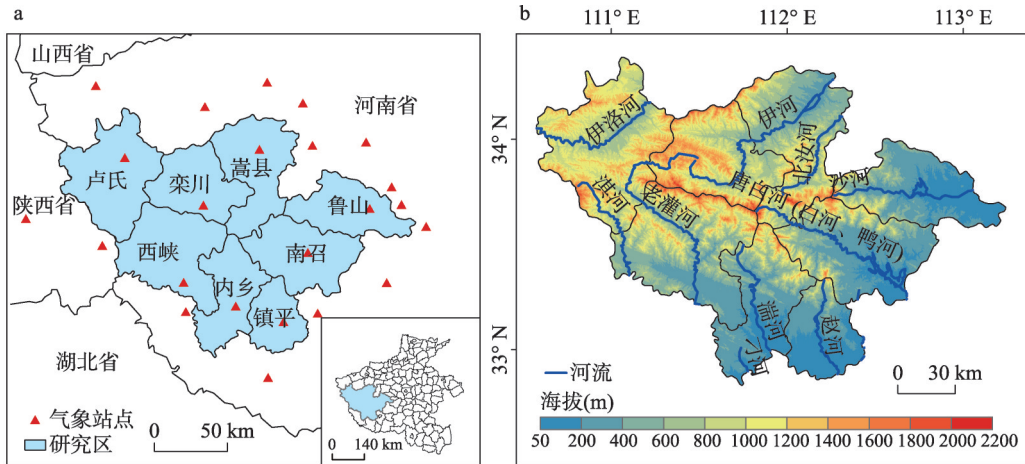 a
山西省
河南省
陕西省
湖北省
卢氏
栾川
嵩县
鲁山
西峡
南召
内乡
镇平
气象站点
研究区
0 50 km
0 140 km
b
111° E 112° E 113° E
34° N
33° N
伊洛河
伊河
北汝河
沙河
淇河
老灌河
唐白河 (白河、鸭河)
湍河
刁河
赵河
河流
0 30 km
海拔(m)
50 200 400 600 800 1000 1200 1400 1600 1800 2000 2200